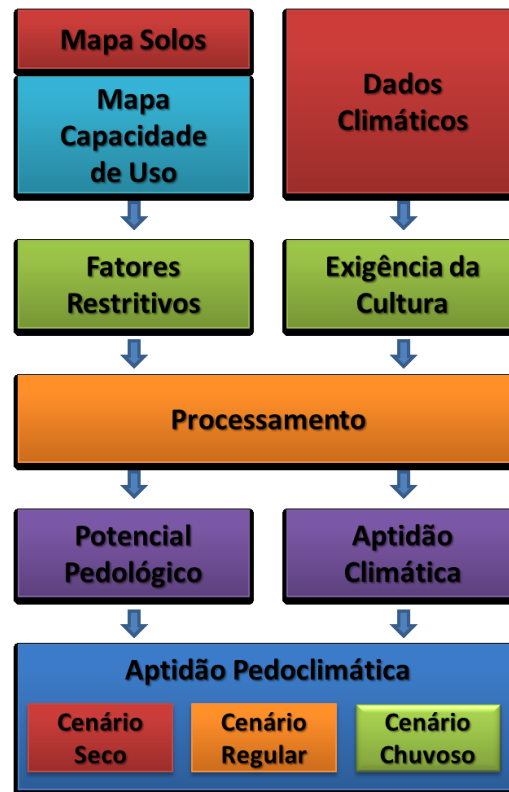 Mapa Solos
Mapa
Capacidade
de Uso
Dados
Climáticos
Fatores
Restritivos
Exigência da
Cultura
Processamento
Potencial
Pedológico
Aptidão
Climática
Aptidão Pedoclimática
Cenário
Seco
Cenário
Regular
Cenário
Chuvoso